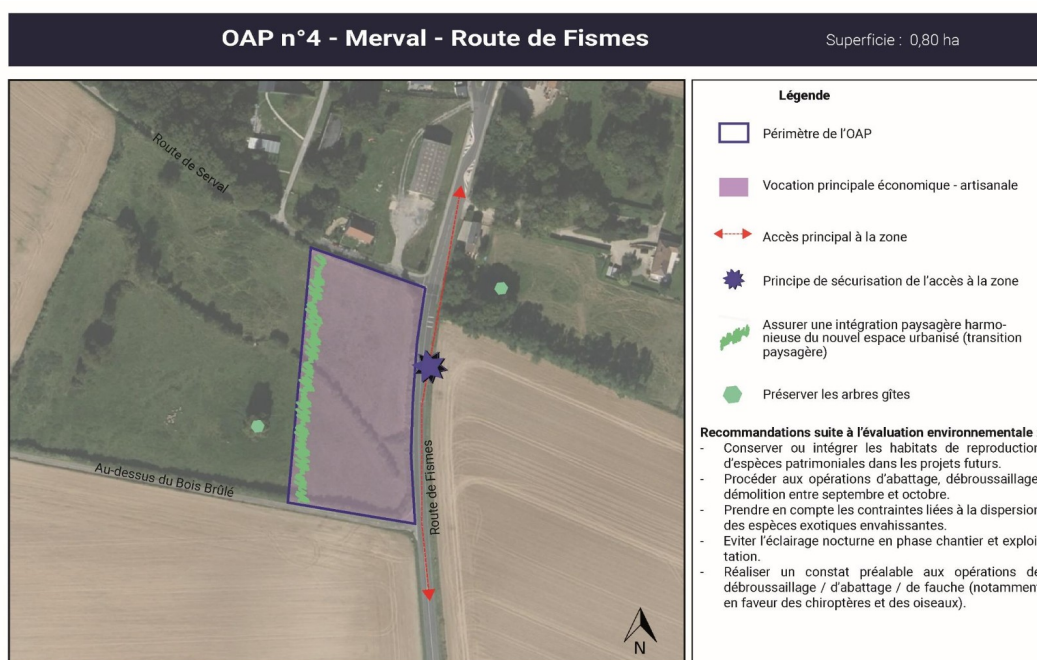 OAP n°4 - Merval - Route de Fismes
Superficie : 0,80 ha
Route de Serval
Au-dessus du Bois Brûlé
Route de Fismes
N
Légende
Périmètre de l'OAP
Vocation principale économique - artisanale
Accès principal à la zone
Principe de sécurisation de l'accès à la zone
Assurer une intégration paysagère harmo-
nieuse du nouvel espace urbanisé (transition
paysagère)
Préserver les arbres gîtes
Recommandations suite à l'évaluation environnementale
- Conserver ou intégrer les habitats de reproduction
d'espèces patrimoniales dans les projets futurs.
- Procéder aux opérations d'abattage, débroussaillage
démolition entre septembre et octobre.
- Prendre en compte les contraintes liées à la dispersion
des espèces exotiques envahissantes.
- Eviter l'éclairage nocturne en phase chantier et exploi
tation.
- Réaliser un constat préalable aux opérations de
débroussaillage / d'abattage / de fauche (notamment
en faveur des chiroptères et des oiseaux).